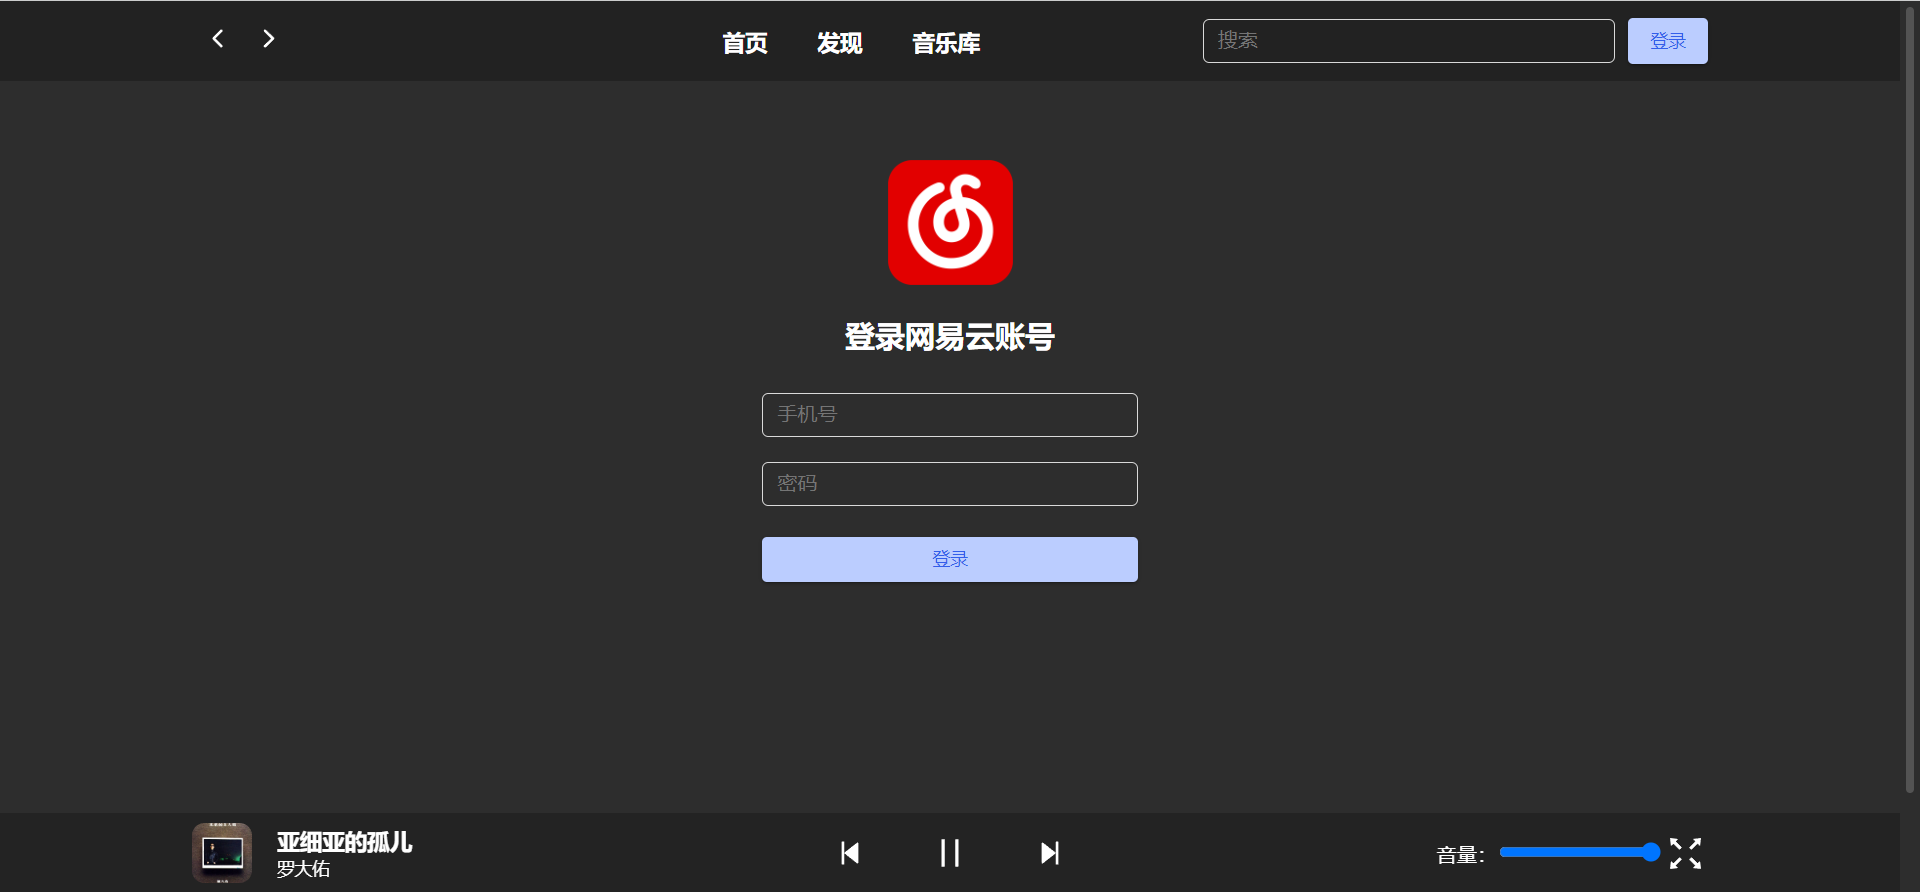 首页 发现 音乐库 搜索 登录
登录网易云账号
手机号
密码
登录
亚细亚的孤儿
罗大佑
音量: